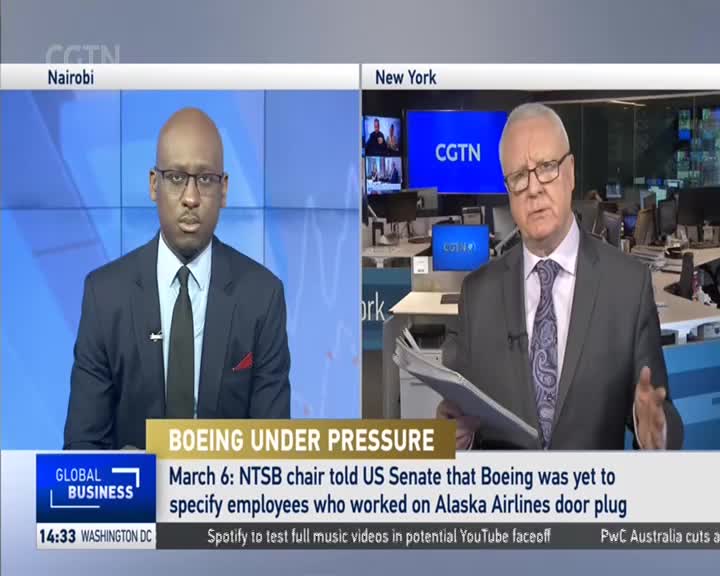 CGTN
Nairobi
New York
CGTN
CGTN
rk
BOEING UNDER PRESSURE
GLOBAL
BUSINESS
March 6: NTSB chair told US Senate that Boeing was yet to
specify employees who worked on Alaska Airlines door plug
14:33 WASHINGTON DC
Spotify to test full music videos in potential YouTube faceoff
PwC Australia cuts a